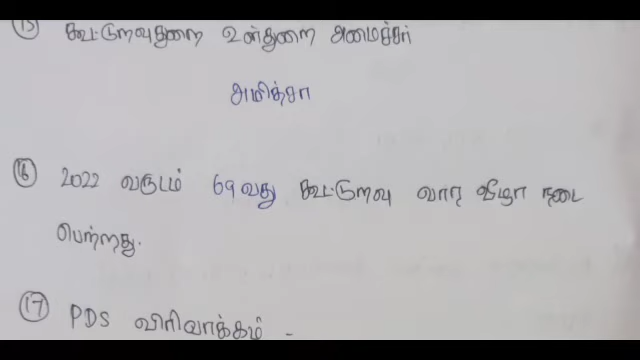 (15) கூட்டுறவுதுறை உள்துறை அமைச்சர்
அமித்சா
(16) 2022 வருடம் 69வது கூட்டுறவு வார விழா நடை
பெற்றது.
(17) PDS விரிவாக்கம் -